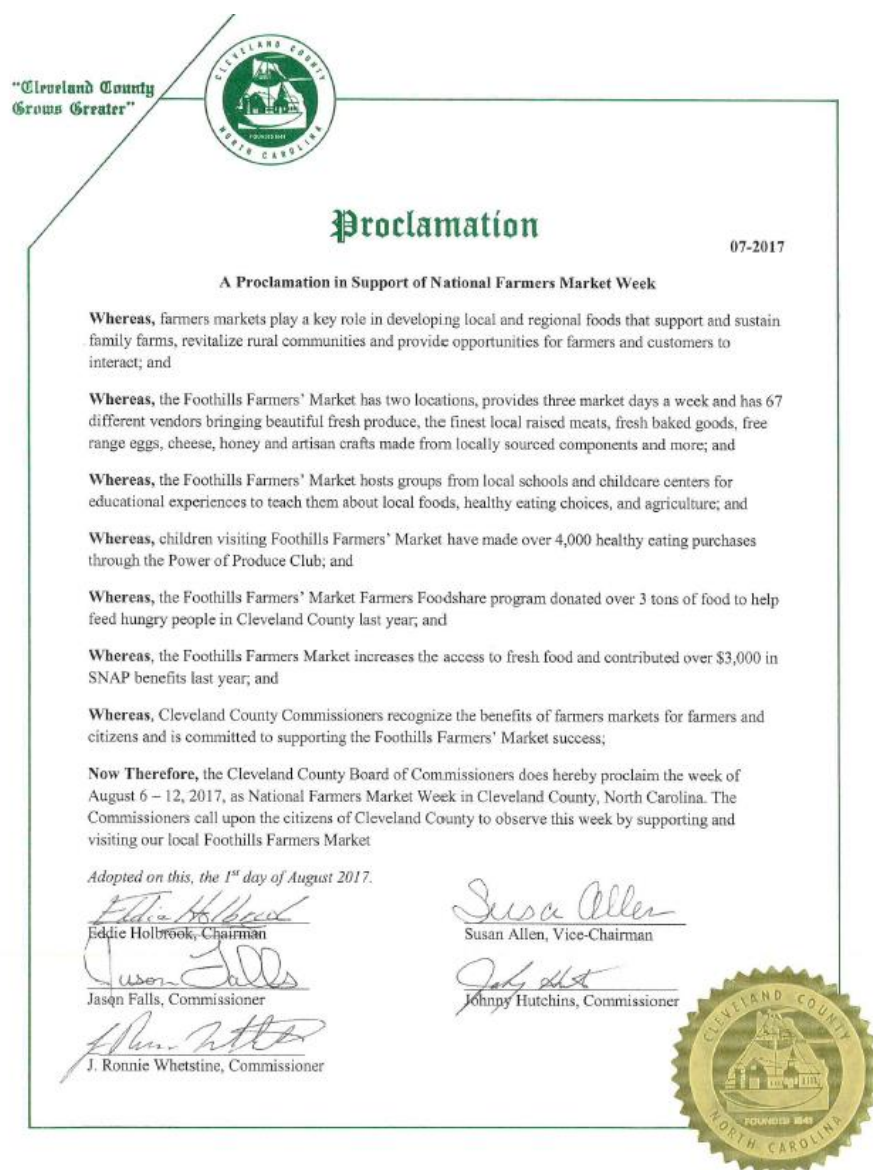 "Cleveland County
Grows Greater"
CLEVELAND COUNTY
FOUNDED 1841
NORTH CAROLINA
Proclamation
07-2017
A Proclamation in Support of National Farmers Market Week
Whereas, farmers markets play a key role in developing local and regional foods that support and sustain
family farms, revitalize rural communities and provide opportunities for farmers and customers to
interact; and
Whereas, the Foothills Farmers' Market has two locations, provides three market days a week and has 67
different vendors bringing beautiful fresh produce, the finest local raised meats, fresh baked goods, free
range eggs, cheese, honey and artisan crafts made from locally sourced components and more; and
Whereas, the Foothills Farmers' Market hosts groups from local schools and childcare centers for
educational experiences to teach them about local foods, healthy eating choices, and agriculture; and
Whereas, children visiting Foothills Farmers' Market have made over 4,000 healthy eating purchases
through the Power of Produce Club; and
Whereas, the Foothills Farmers' Market Farmers Foodshare program donated over 3 tons of food to help
feed hungry people in Cleveland County last year; and
Whereas, the Foothills Farmers Market increases the access to fresh food and contributed over $3,000 in
SNAP benefits last year; and
Whereas, Cleveland County Commissioners recognize the benefits of farmers markets for farmers and
citizens and is committed to supporting the Foothills Farmers' Market success;
Now Therefore, the Cleveland County Board of Commissioners does hereby proclaim the week of
August 6 – 12, 2017, as National Farmers Market Week in Cleveland County, North Carolina. The
Commissioners call upon the citizens of Cleveland County to observe this week by supporting and
visiting our local Foothills Farmers Market
Adopted on this, the 1st day of August 2017.
Eddie Holbrook
Susan Allen
Eddie Holbrook, Chairman
Susan Allen, Vice-Chairman
Jason Falls
Jason Falls, Commissioner
Johnny Hutchins, Commissioner
J. Ronnie Whetstine, Commissioner
CLEVELAND COUNTY
FOUNDED 1841
NORTH CAROLINA